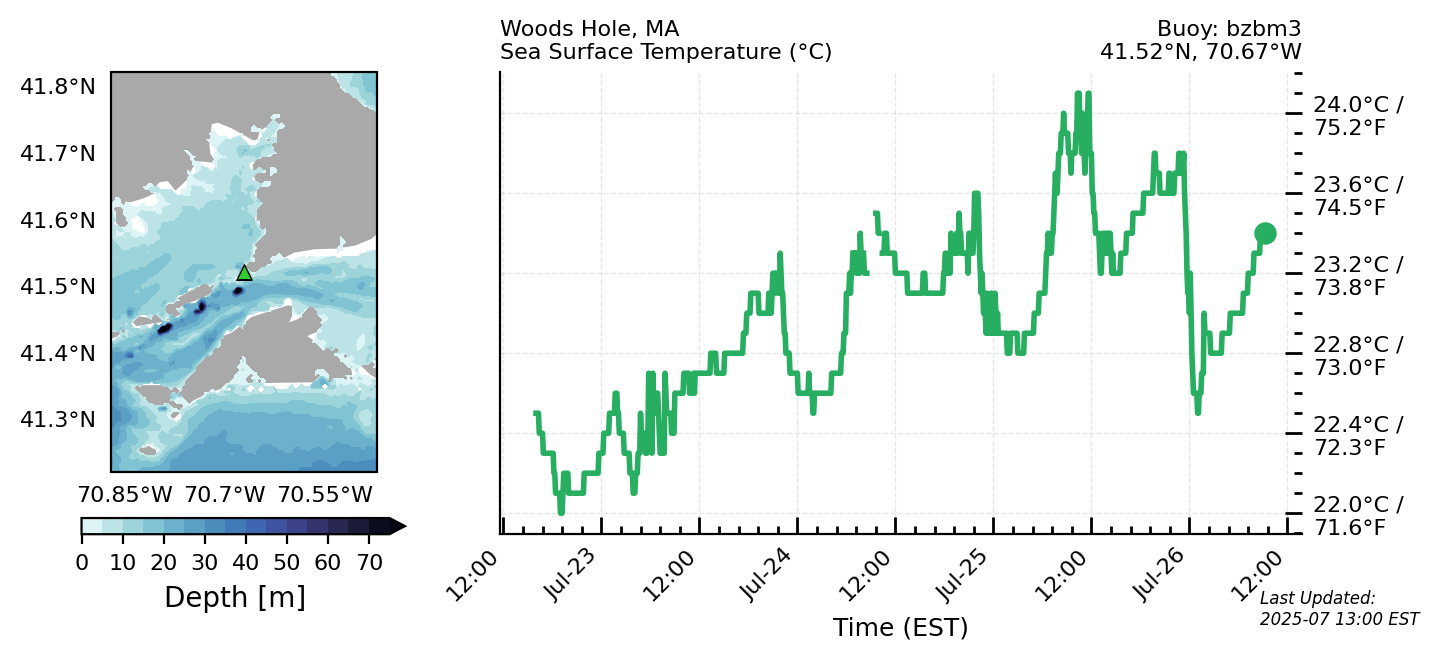 Woods Hole, MA
Sea Surface Temperature (°C)
Buoy: bzbm3
41.52°N, 70.67°W
41.8°N
41.7°N
41.6°N
41.5°N
41.4°N
41.3°N
70.85°W 70.7°W 70.55°W
0 10 20 30 40 50 60 70
Depth [m]
24.0°C /
75.2°F
23.6°C /
74.5°F
23.2°C /
73.8°F
22.8°C /
73.0°F
22.4°C /
72.3°F
22.0°C /
71.6°F
12:00
Jul-23
12:00
Jul-24
12:00
Jul-25
12:00
Jul-26
12:00
Time (EST)
Last Updated:
2025-07 13:00 EST